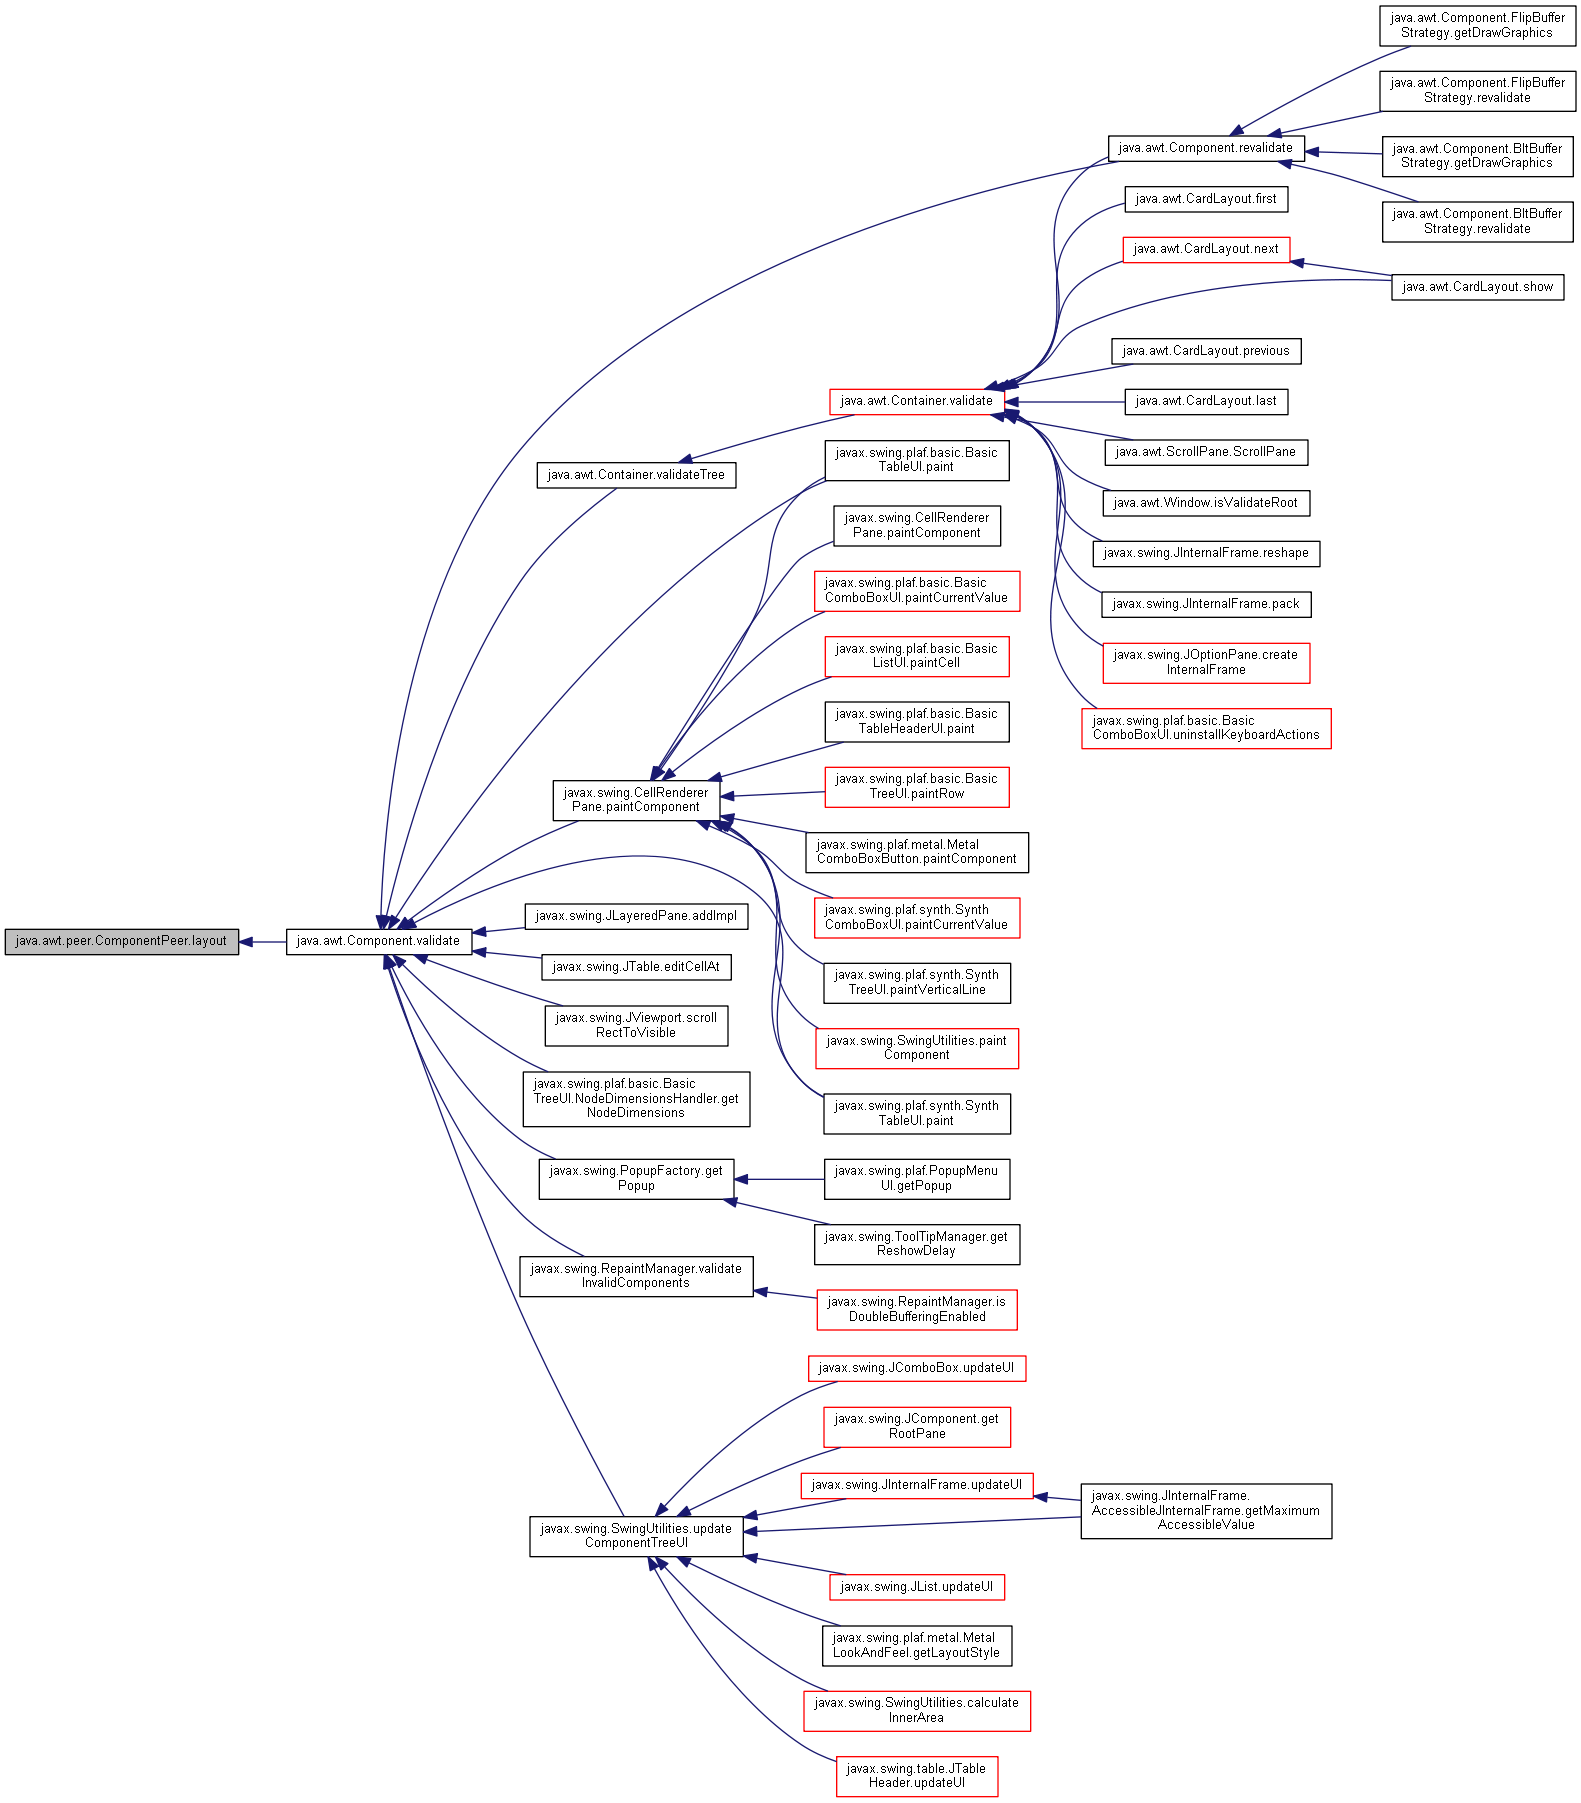 java.awt.Component.FlipBuffer
Strategy.getDrawGraphics
java.awt.Component.FlipBuffer
Strategy.revalidate
java.awt.Component.revalidate
java.awt.Component.BltBuffer
Strategy.getDrawGraphics
java.awt.CardLayout.first
java.awt.Component.BltBuffer
Strategy.revalidate
java.awt.CardLayout.next
java.awt.CardLayout.show
java.awt.CardLayout.previous
java.awt.Container.validate
java.awt.CardLayout.last
java.awt.ScrollPane.ScrollPane
javax.swing.plaf.basic.Basic
TableUI.paint
java.awt.Container.validateTree
java.awt.Window.isValidateRoot
javax.swing.CellRenderer
Pane.paintComponent
javax.swing.JInternalFrame.reshape
javax.swing.plaf.basic.Basic
ComboBoxUI.paintCurrentValue
javax.swing.JInternalFrame.pack
javax.swing.plaf.basic.Basic
ListUI.paintCell
javax.swing.JOptionPane.create
InternalFrame
javax.swing.plaf.basic.Basic
TableHeaderUI.paint
javax.swing.plaf.basic.Basic
ComboBoxUI.uninstallKeyboardActions
javax.swing.plaf.basic.Basic
TreeUI.paintRow
javax.swing.CellRenderer
Pane.paintComponent
javax.swing.plaf.metal.Metal
ComboBoxButton.paintComponent
javax.swing.plaf.synth.Synth
ComboBoxUI.paintCurrentValue
javax.swing.JLayeredPane.addImpl
java.awt.peer.ComponentPeer.layout
java.awt.Component.validate
javax.swing.JTable.editCellAt
javax.swing.plaf.synth.Synth
TreeUI.paintVerticalLine
javax.swing.JViewport.scroll
RectToVisible
javax.swing.SwingUtilities.paint
Component
javax.swing.plaf.basic.Basic
TreeUI.NodeDimensionsHandler.get
NodeDimensions
javax.swing.plaf.synth.Synth
TableUI.paint
javax.swing.PopupFactory.get
Popup
javax.swing.plaf.PopupMenu
UI.getPopup
javax.swing.ToolTipManager.get
ReshowDelay
javax.swing.RepaintManager.validate
InvalidComponents
javax.swing.RepaintManager.is
DoubleBufferingEnabled
javax.swing.JComboBox.updateUI
javax.swing.JComponent.get
RootPane
javax.swing.JInternalFrame.updateUI
javax.swing.JInternalFrame.
AccessibleJInternalFrame.getMaximum
AccessibleValue
javax.swing.SwingUtilities.update
ComponentTreeUI
javax.swing.JList.updateUI
javax.swing.plaf.metal.Metal
LookAndFeel.getLayoutStyle
javax.swing.SwingUtilities.calculate
InnerArea
javax.swing.table.JTable
Header.updateUI